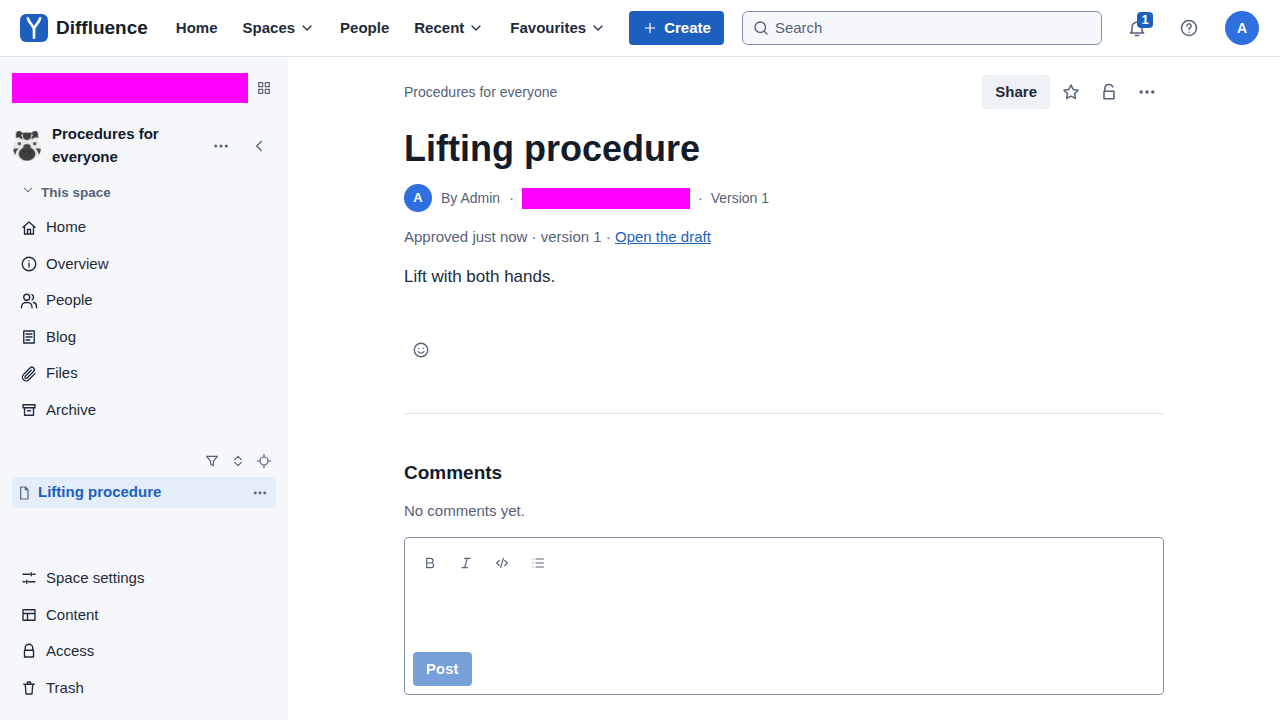 Diffluence
Home
Spaces
People
Recent
Favourites
Create
Search
1
A
Procedures for everyone
This space
Home
Overview
People
Blog
Files
Archive
Lifting procedure
Space settings
Content
Access
Trash
Procedures for everyone
Share
Lifting procedure
A
By Admin ·
· Version 1
Approved just now · version 1 · Open the draft
Lift with both hands.
Comments
No comments yet.
Post